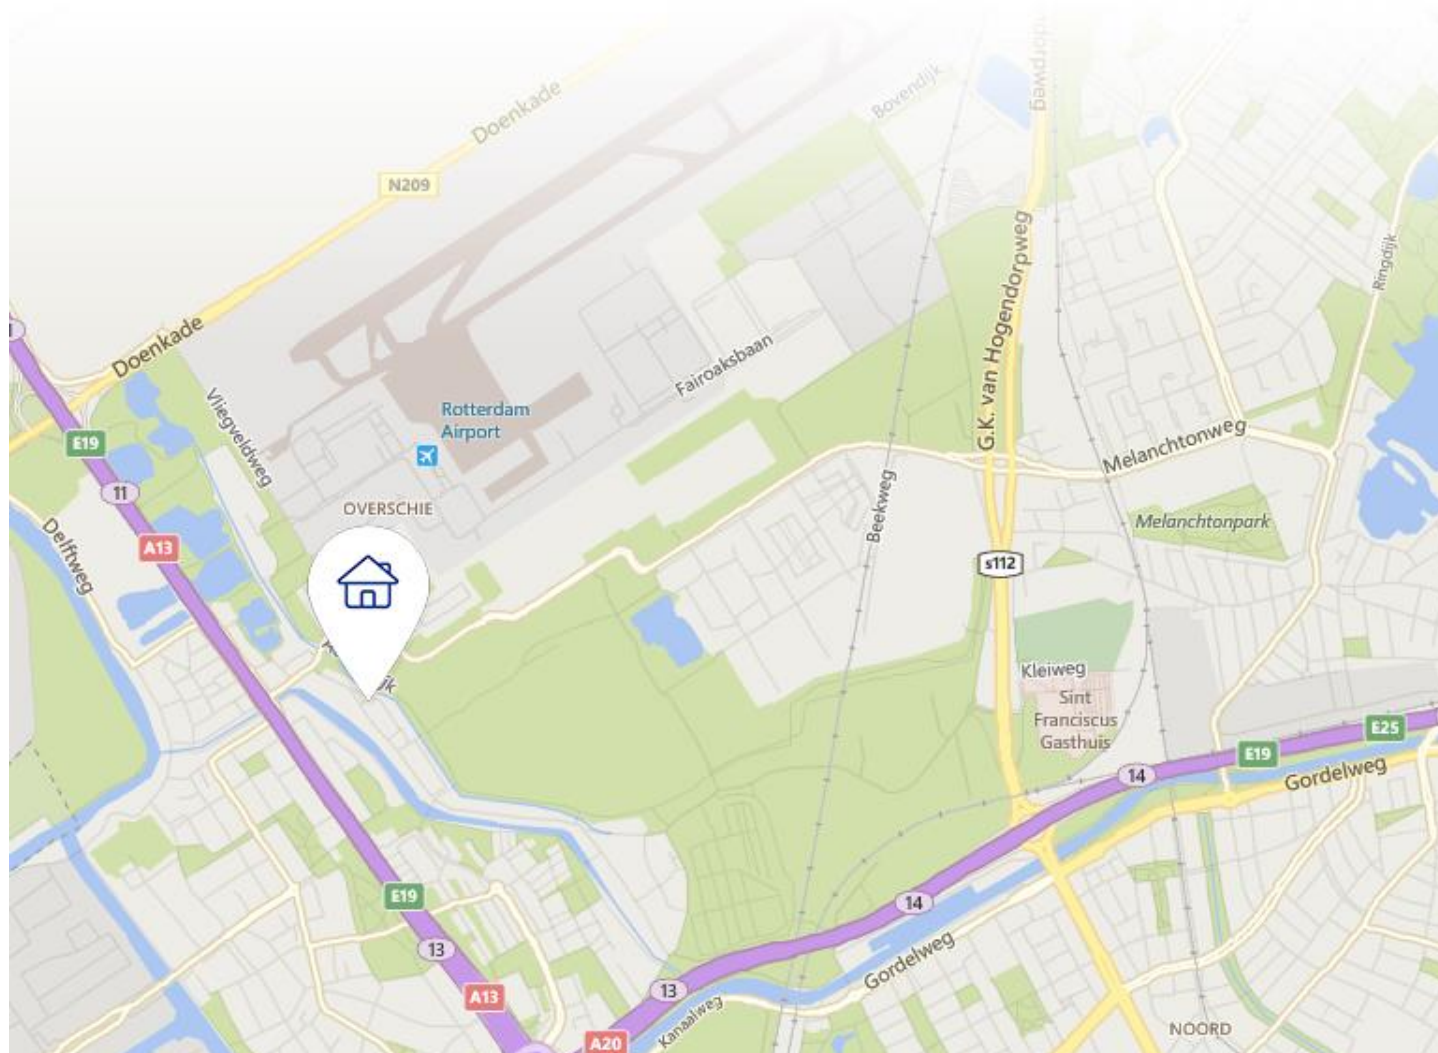 Doenkade
Bovendijk
N209
Doenkade
Ringdijk
G.K. van Hogendorpweg
Fairoaksbaan
Vliegveldweg
Rotterdam
Airport
E19
Melanchtonweg
11
Beekweg
OVERSCHIE
Melanchtonpark
Delftweg
A13
s112
Kleiweg
Sint
Franciscus
Gasthuis
E25
E19
14
Gordelweg
E19
14
13
Gordelweg
13
A13
Kanaalweg
NOORD
A20